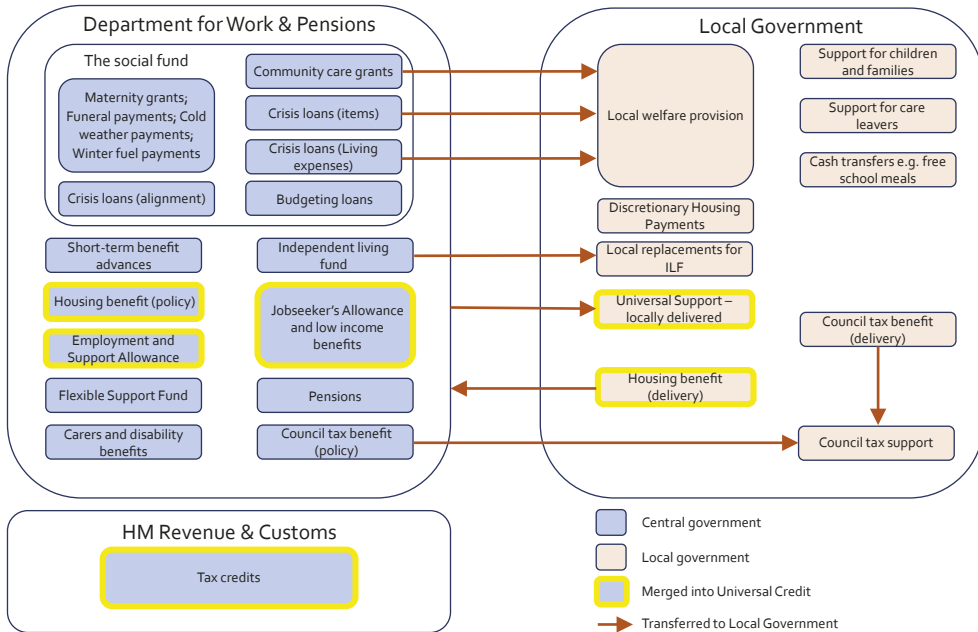 Department for Work & Pensions
The social fund
Maternity grants;
Funeral payments; Cold
weather payments;
Winter fuel payments
Crisis loans (alignment)
Community care grants
Crisis loans (items)
Crisis loans (Living
expenses)
Budgeting loans
Short-term benefit
advances
Independent living
fund
Housing benefit (policy)
Jobseeker's Allowance
and low income
benefits
Employment and
Support Allowance
Flexible Support Fund
Pensions
Carers and disability
benefits
Council tax benefit
(policy)
Local Government
Local welfare provision
Support for children
and families
Support for care
leavers
Cash transfers e.g. free
school meals
Discretionary Housing
Payments
Local replacements for
ILF
Universal Support –
locally delivered
Council tax benefit
(delivery)
Housing benefit
(delivery)
Council tax support
HM Revenue & Customs
Tax credits
Central government
Local government
Merged into Universal Credit
Transferred to Local Government